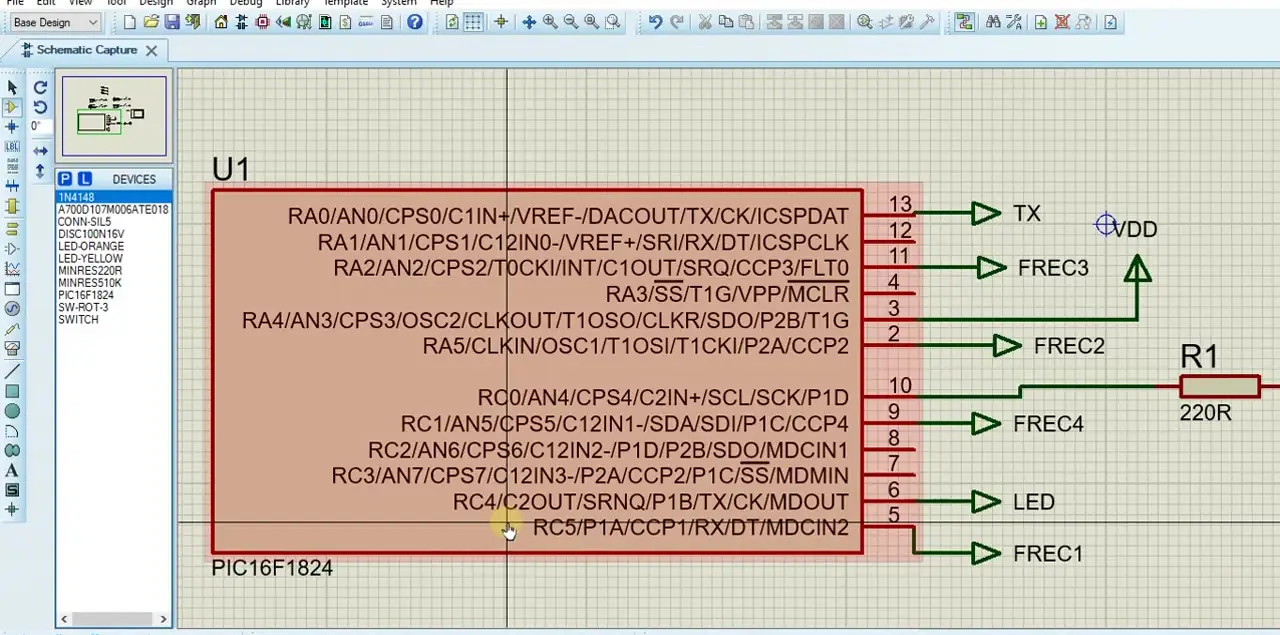 File Edit View Tool Design Graph Debug Library Template System Help
Base Design
Schematic Capture
0°
P L DEVICES
1N4148
A700D107M006ATE018
CONN-SIL5
DISC100N16V
LED-ORANGE
LED-YELLOW
MINRES220R
MINRES510K
PIC16F1824
SW-ROT-3
SWITCH
U1
RA0/AN0/CPS0/C1IN+/VREF-/DACOUT/TX/CK/ICSPDAT 13 TX
RA1/AN1/CPS1/C12IN0-/VREF+/SRI/RX/DT/ICSPCLK 12 VDD
RA2/AN2/CPS2/T0CKI/INT/C1OUT/SRQ/CCP3/FLT0 11 FREC3
RA3/SS/T1G/VPP/MCLR 4
RA4/AN3/CPS3/OSC2/CLKOUT/T1OSO/CLKR/SDO/P2B/T1G 3
RA5/CLKIN/OSC1/T1OSI/T1CKI/P2A/CCP2 2 FREC2
R1
RC0/AN4/CPS4/C2IN+/SCL/SCK/P1D 10
220R
RC1/AN5/CPS5/C12IN1-/SDA/SDI/P1C/CCP4 9 FREC4
RC2/AN6/CPS6/C12IN2-/P1D/P2B/SDO/MDCIN1 8
RC3/AN7/CPS7/C12IN3-/P2A/CCP2/P1C/SS/MDMIN 7
RC4/C2OUT/SRNQ/P1B/TX/CK/MDOUT 6 LED
RC5/P1A/CCP1/RX/DT/MDCIN2 5
FREC1
PIC16F1824